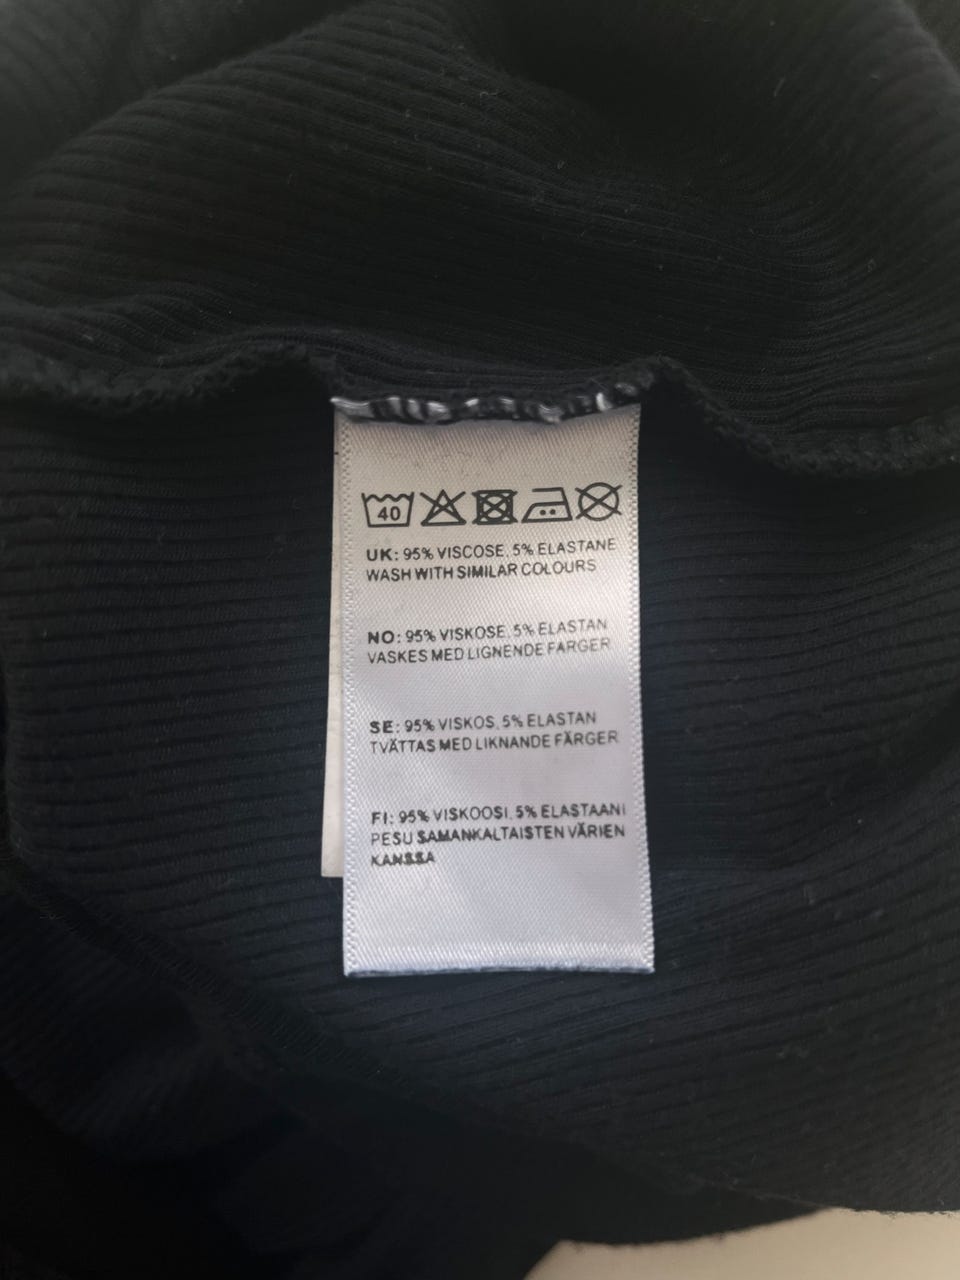 40
UK: 95% VISCOSE, 5% ELASTANE
WASH WITH SIMILAR COLOURS
NO: 95% VISKOSE, 5% ELASTAN
VASKES MED LIGNENDE FARGER
SE: 95% VISKOS, 5% ELASTAN
TVÄTTAS MED LIKNANDE FÄRGER
FI: 95% VISKOOSI, 5% ELASTAANI
PESU SAMANKALTAISTEN VÄRIEN
KANSSA